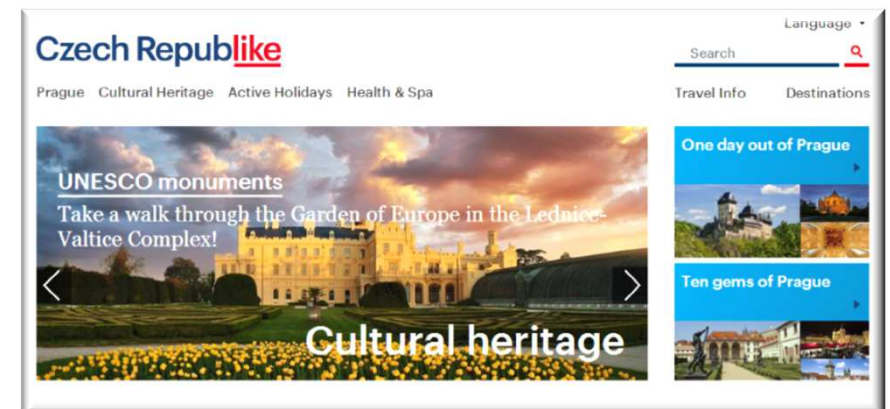 Language
Czech Republike
Search
Prague Cultural Heritage Active Holidays Health & Spa
Travel Info Destinations
UNESCO monuments
Take a walk through the Garden of Europe in the Lednice-
Valtice Complex!
Cultural heritage
One day out of Prague
Ten gems of Prague